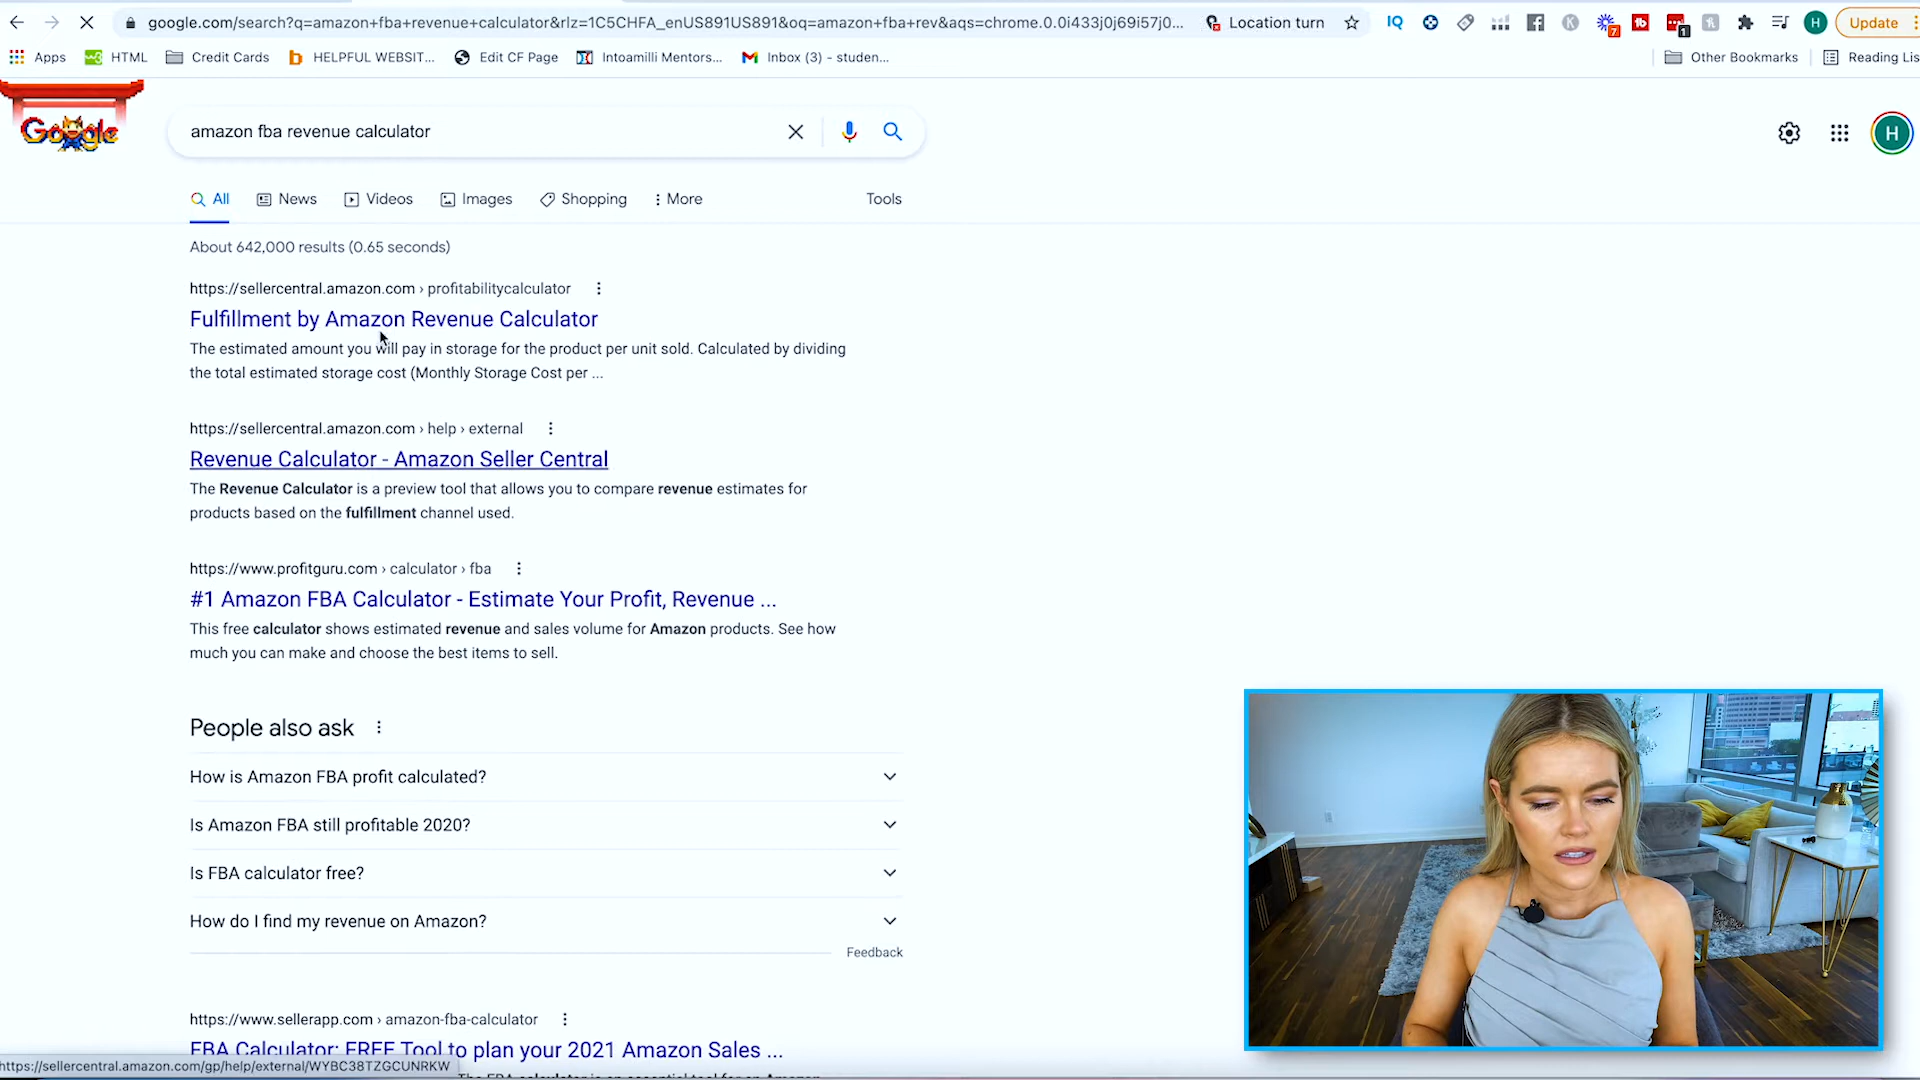 google.com/search?q=amazon+fba+revenue+calculator&rlz=1C5CHFA_enUS891US891&oq=amazon+fba+rev&aqs=chrome.0.0i433j0j69i57j0...
Location turn
IQ
7
1
K
h
H
Update
Apps
HTML
Credit Cards
HELPFUL WEBSIT...
Edit CF Page
Intoamilli Mentors...
Inbox (3) - studen...
Other Bookmarks
Reading Lis
Google
amazon fba revenue calculator
H
All
News
Videos
Images
Shopping
More
Tools
About 642,000 results (0.65 seconds)
https://sellercentral.amazon.com › profitabilitycalculator
Fulfillment by Amazon Revenue Calculator
The estimated amount you will pay in storage for the product per unit sold. Calculated by dividing
the total estimated storage cost (Monthly Storage Cost per ...
https://sellercentral.amazon.com › help › external
Revenue Calculator - Amazon Seller Central
The Revenue Calculator is a preview tool that allows you to compare revenue estimates for
products based on the fulfillment channel used.
https://www.profitguru.com › calculator › fba
#1 Amazon FBA Calculator - Estimate Your Profit, Revenue ...
This free calculator shows estimated revenue and sales volume for Amazon products. See how
much you can make and choose the best items to sell.
People also ask
How is Amazon FBA profit calculated?
Is Amazon FBA still profitable 2020?
Is FBA calculator free?
How do I find my revenue on Amazon?
Feedback
https://www.sellerapp.com › amazon-fba-calculator
FBA Calculator: FREE Tool to plan your 2021 Amazon Sales ...
https://sellercentral.amazon.com/gp/help/external/WYBC38TZGCUNRKW